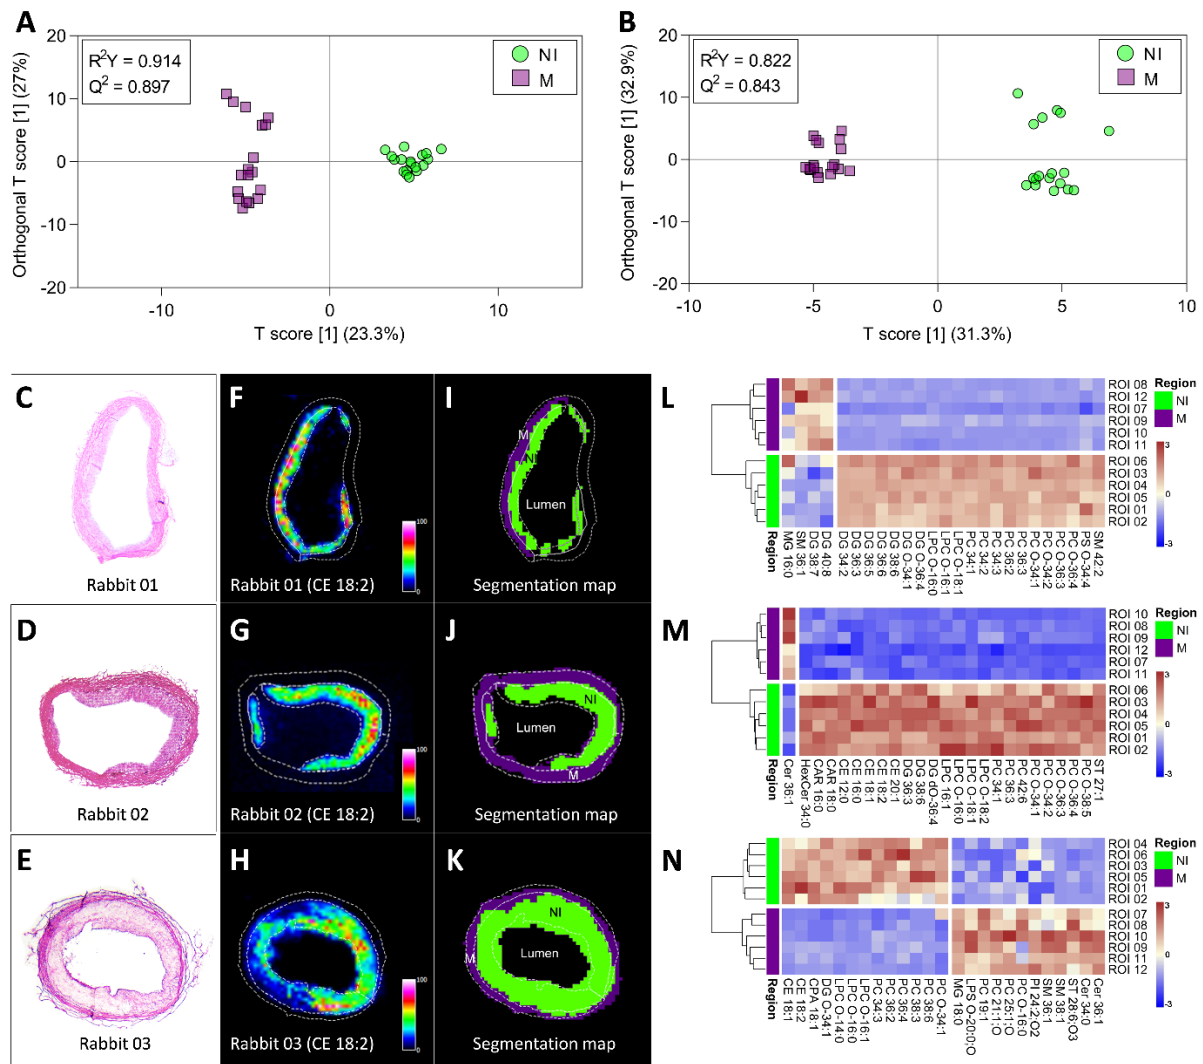 A
20
10
0
-10
-20
-10
0
10
Orthogonal T score [1] (27%)
T score [1] (23.3%)
R²Y = 0.914
Q² = 0.897
NI
M
B
20
10
0
-10
-20
-10
-5
0
5
10
Orthogonal T score [1] (32.9%)
T score [1] (31.3%)
R²Y = 0.822
Q² = 0.843
NI
M
C
Rabbit 01
F
100
0
Rabbit 01 (CE 18:2)
I
M
NI
Lumen
Segmentation map
D
Rabbit 02
G
100
0
Rabbit 02 (CE 18:2)
J
NI
Lumen
M
Segmentation map
E
Rabbit 03
H
100
0
Rabbit 03 (CE 18:2)
K
NI
Lumen
M
Segmentation map
L
ROI 08
ROI 12
ROI 07
ROI 09
ROI 10
ROI 11
ROI 06
ROI 03
ROI 04
ROI 05
ROI 01
ROI 02
Region
NI
M
3
0
-3
Region
MG 16:0
SM 36:1
DG 38:7
DG 40:8
DG 34:2
DG 36:3
DG 36:5
DG 36:6
DG 38:6
DG O-34:1
DG O-36:4
LPC O-16:0
LPC O-16:1
LPC O-18:1
PC 34:1
PC 34:2
PC 34:3
PC 36:2
PC 36:3
PC O-34:1
PC O-34:2
PC O-36:3
PC O-36:4
PS O-34:4
SM 42:2
M
ROI 10
ROI 08
ROI 09
ROI 12
ROI 07
ROI 11
ROI 06
ROI 03
ROI 04
ROI 05
ROI 01
ROI 02
Region
NI
M
3
0
-3
Region
Cer 36:1
HexCer 34:0
CAR 16:0
CAR 18:0
CE 12:0
CE 16:0
CE 18:1
CE 18:2
CE 20:1
DG 36:3
DG 38:6
DG dO-36:4
LPC 16:1
LPC O-16:0
LPC O-18:1
LPC O-18:2
PC 34:1
PC 36:3
PC 42:6
PC O-34:1
PC O-34:2
PC O-36:3
PC O-36:4
PC O-38:5
ST 27:1
N
ROI 04
ROI 06
ROI 03
ROI 05
ROI 01
ROI 02
ROI 07
ROI 08
ROI 10
ROI 09
ROI 11
ROI 12
Region
NI
M
3
0
-3
Region
CE 18:1
CE 18:2
CPA 18:1
DG O-34:1
LPC O-14:0
LPC O-16:0
LPC O-16:1
PC 34:3
PC 36:2
PC 36:4
PC 38:3
PC 38:6
PC O-34:1
MG 18:0
LPS O-20:0;O
PC 19:1
PC 21:1;O
PC 25:1;O
PC O-16:0
PI 24:2;O2
SM 36:1
SM 38:1
ST 28:6;O3
Cer 34:0
Cer 36:1